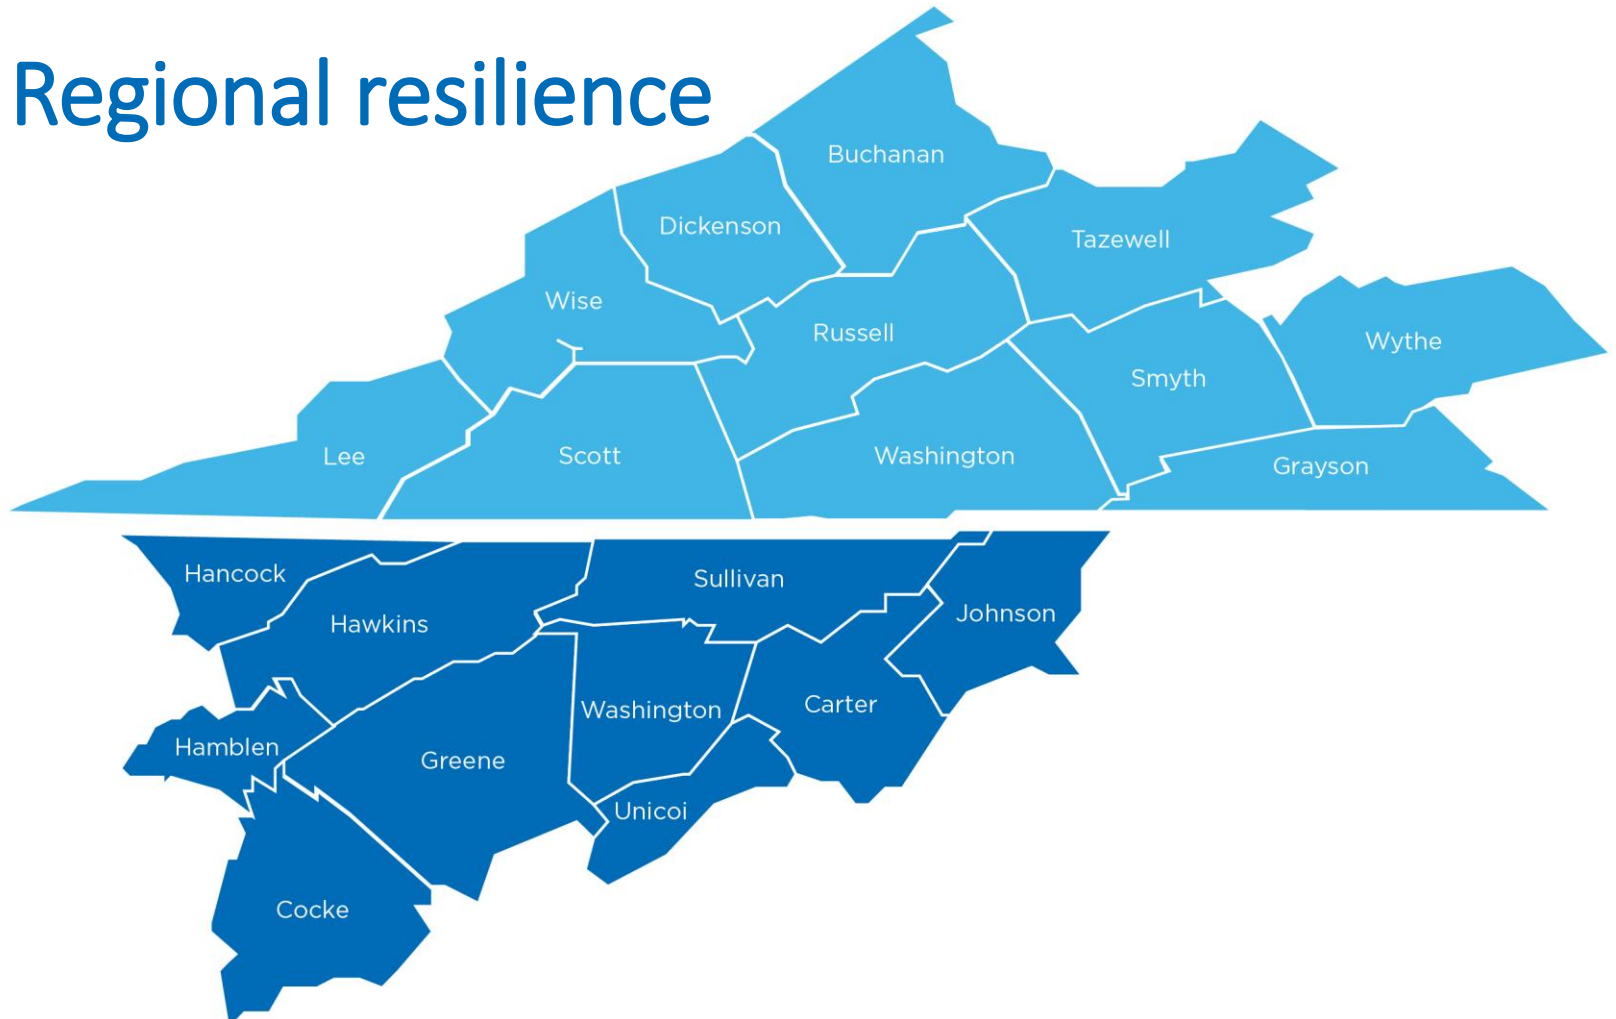 Regional resilience
Buchanan
Dickenson
Tazewell
Wise
Russell
Wythe
Smyth
Lee
Scott
Washington
Grayson
Hancock
Sullivan
Hawkins
Johnson
Washington
Carter
Hamblen
Greene
Unicoi
Cocke